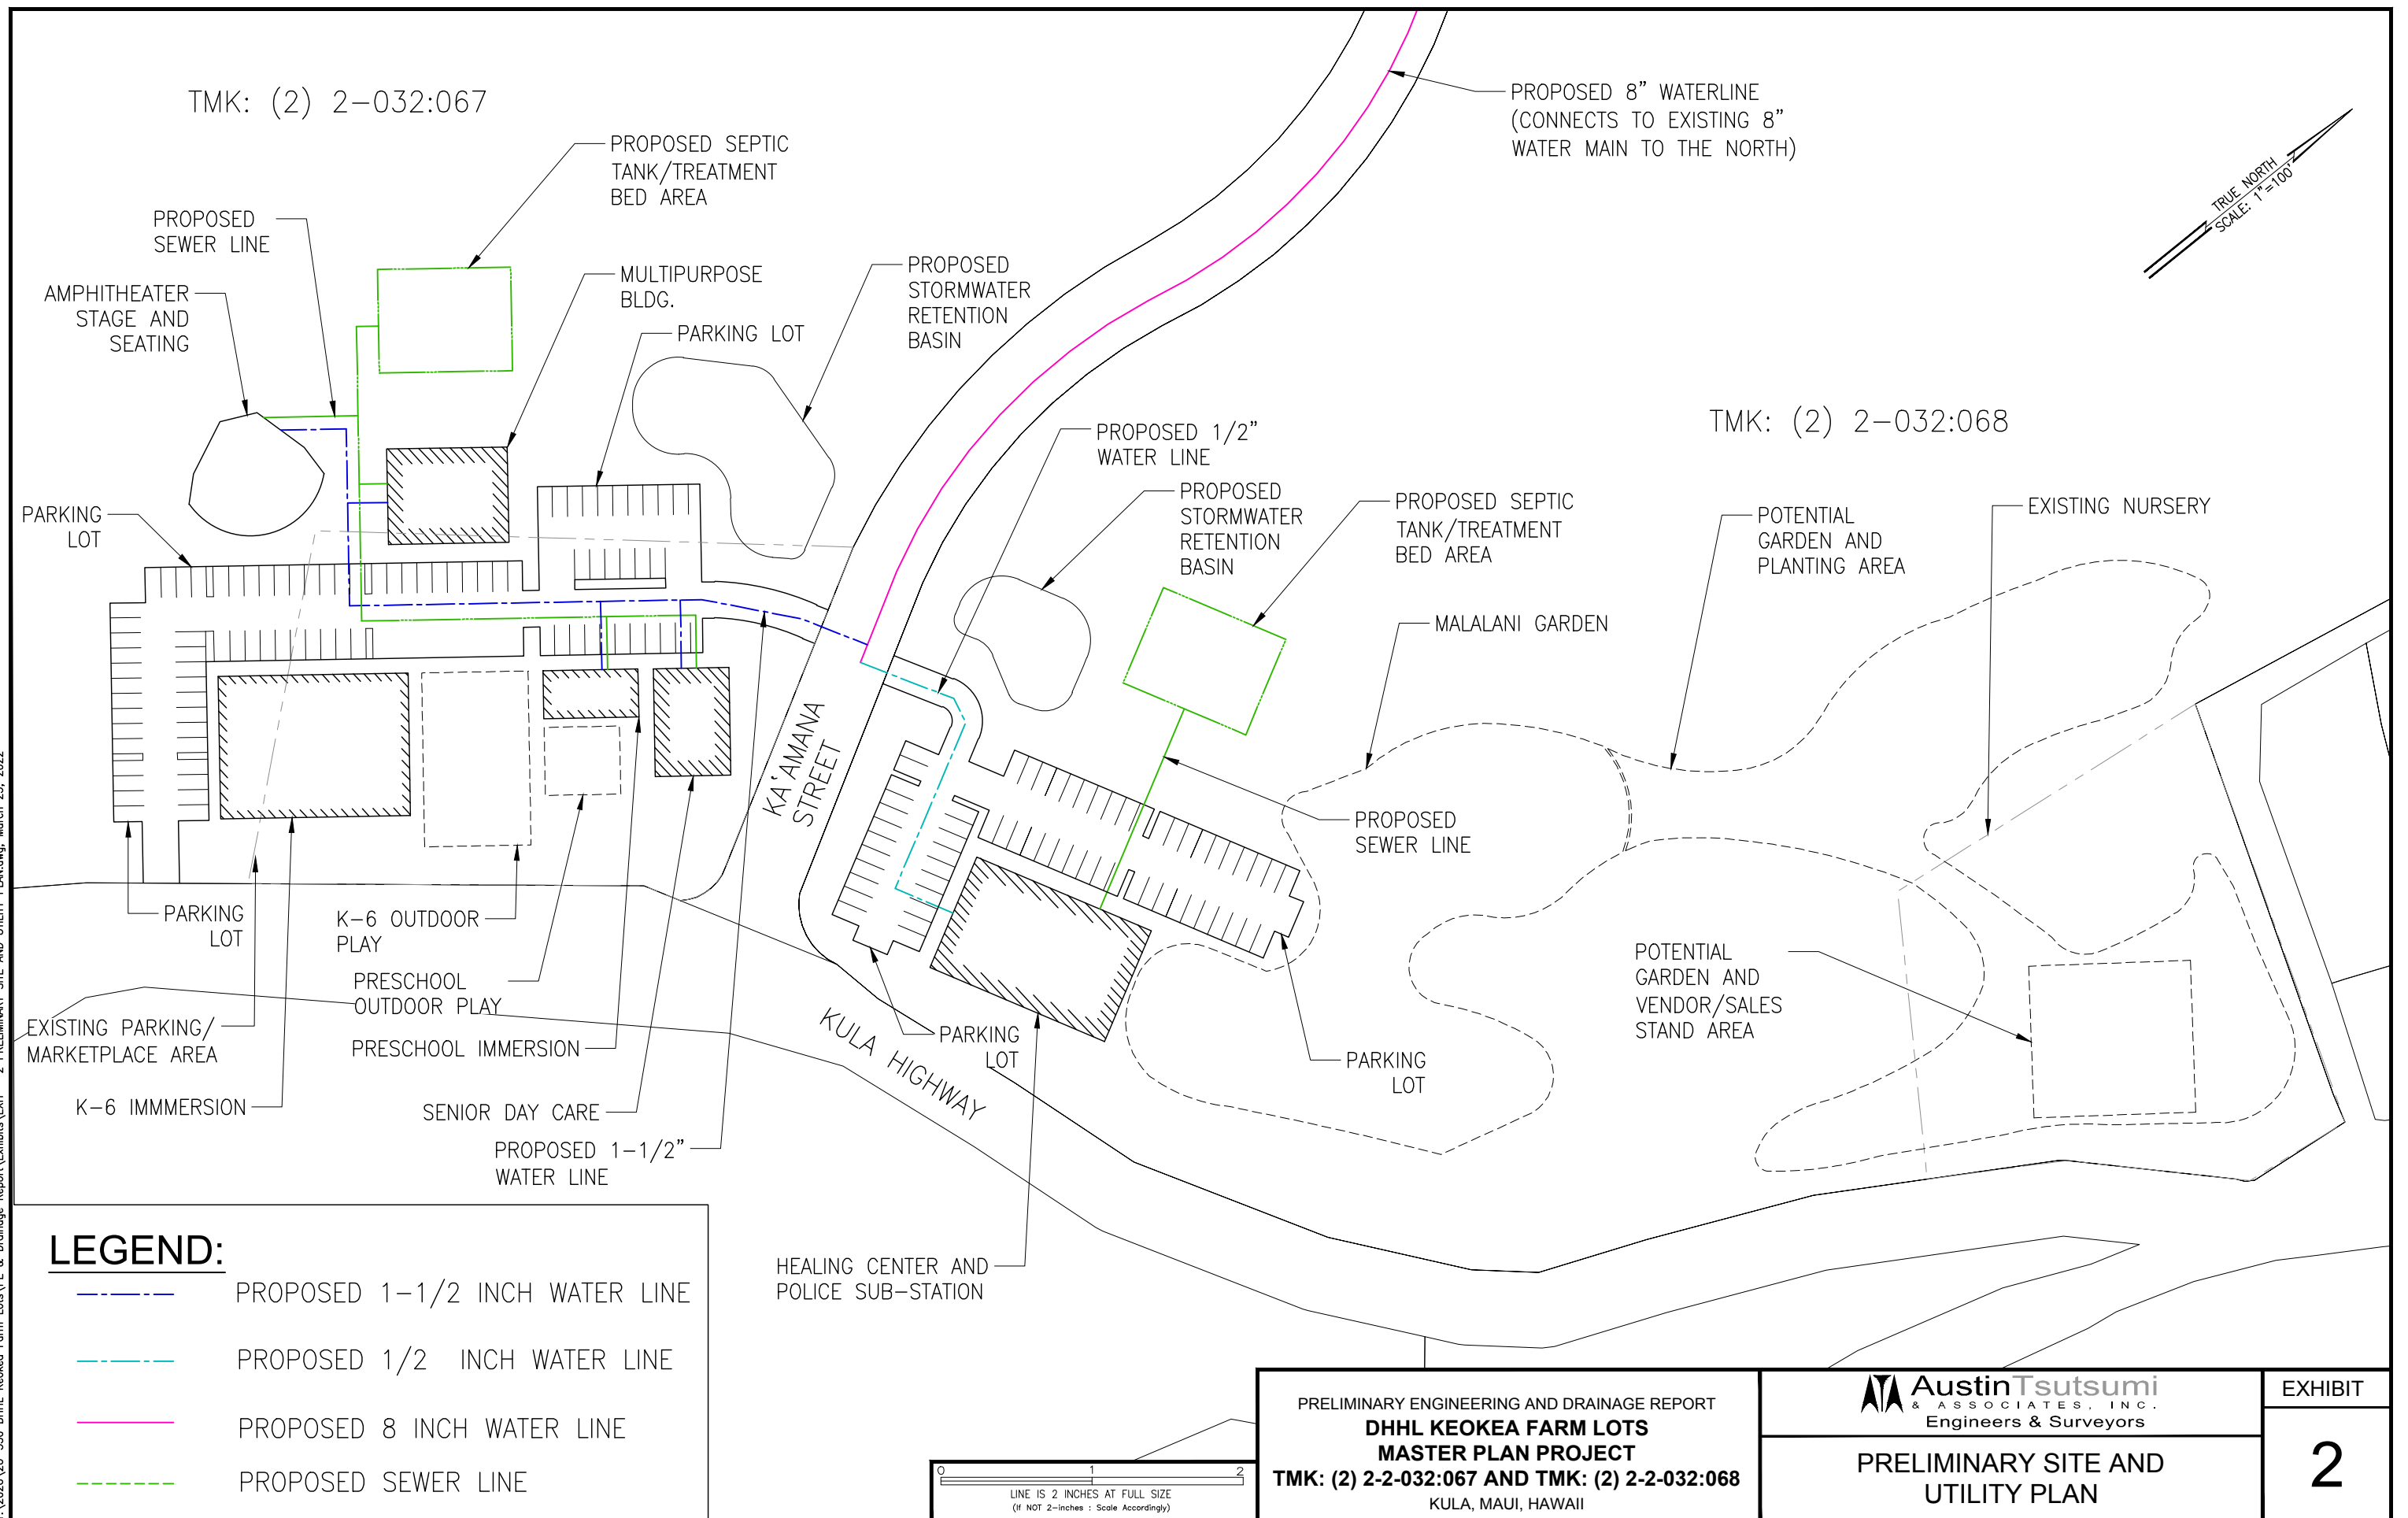 TMK: (2) 2-032:067
PROPOSED SEPTIC
TANK/TREATMENT
BED AREA
PROPOSED
SEWER LINE
AMPHITHEATER
STAGE AND
SEATING
MULTIPURPOSE
BLDG.
PARKING LOT
PROPOSED
STORMWATER
RETENTION
BASIN
PROPOSED 8" WATERLINE
(CONNECTS TO EXISTING 8"
WATER MAIN TO THE NORTH)
TRUE NORTH
SCALE: 1"=100'
TMK: (2) 2-032:068
PARKING
LOT
PROPOSED 1/2"
WATER LINE
PROPOSED
STORMWATER
RETENTION
BASIN
PROPOSED SEPTIC
TANK/TREATMENT
BED AREA
POTENTIAL
GARDEN AND
PLANTING AREA
EXISTING NURSERY
MALALANI GARDEN
KA'AMANA
STREET
PROPOSED
SEWER LINE
PARKING
LOT
K-6 OUTDOOR
PLAY
PRESCHOOL
OUTDOOR PLAY
EXISTING PARKING/
MARKETPLACE AREA
PRESCHOOL IMMERSION
K-6 IMMMERSION
SENIOR DAY CARE
PROPOSED 1-1/2"
WATER LINE
KULA HIGHWAY
PARKING
LOT
PARKING
LOT
POTENTIAL
GARDEN AND
VENDOR/SALES
STAND AREA
HEALING CENTER AND
POLICE SUB-STATION
LEGEND:
PROPOSED 1-1/2 INCH WATER LINE
PROPOSED 1/2 INCH WATER LINE
PROPOSED 8 INCH WATER LINE
PROPOSED SEWER LINE
0 1 2
LINE IS 2 INCHES AT FULL SIZE
(If NOT 2-inches : Scale Accordingly)
PRELIMINARY ENGINEERING AND DRAINAGE REPORT
DHHL KEOKEA FARM LOTS
MASTER PLAN PROJECT
TMK: (2) 2-2-032:067 AND TMK: (2) 2-2-032:068
KULA, MAUI, HAWAII
AustinTsutsumi
& ASSOCIATES, INC.
Engineers & Surveyors
PRELIMINARY SITE AND
UTILITY PLAN
EXHIBIT
2